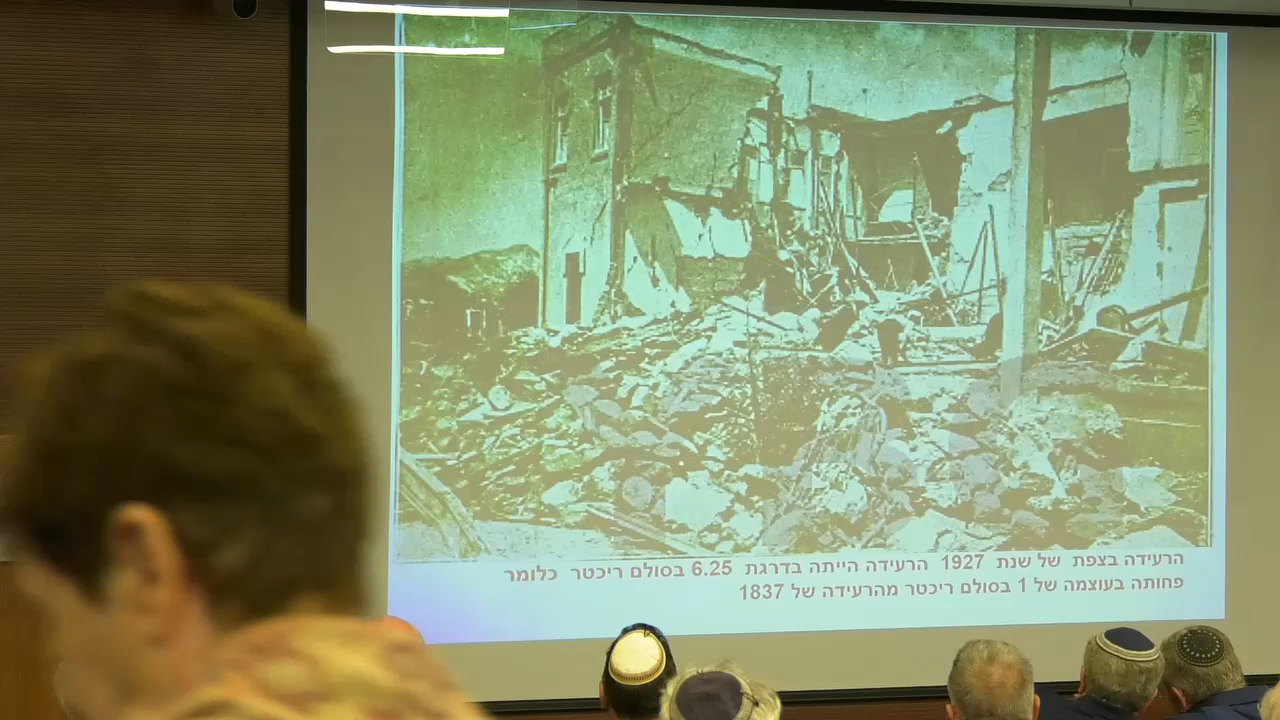 הרעידה בצפת של שנת 1927 הרעידה הייתה בדרגת 6.25 בסולם ריכטר כלומר
פחותה בעוצמה של 1 בסולם ריכטר מהרעידה של 1837